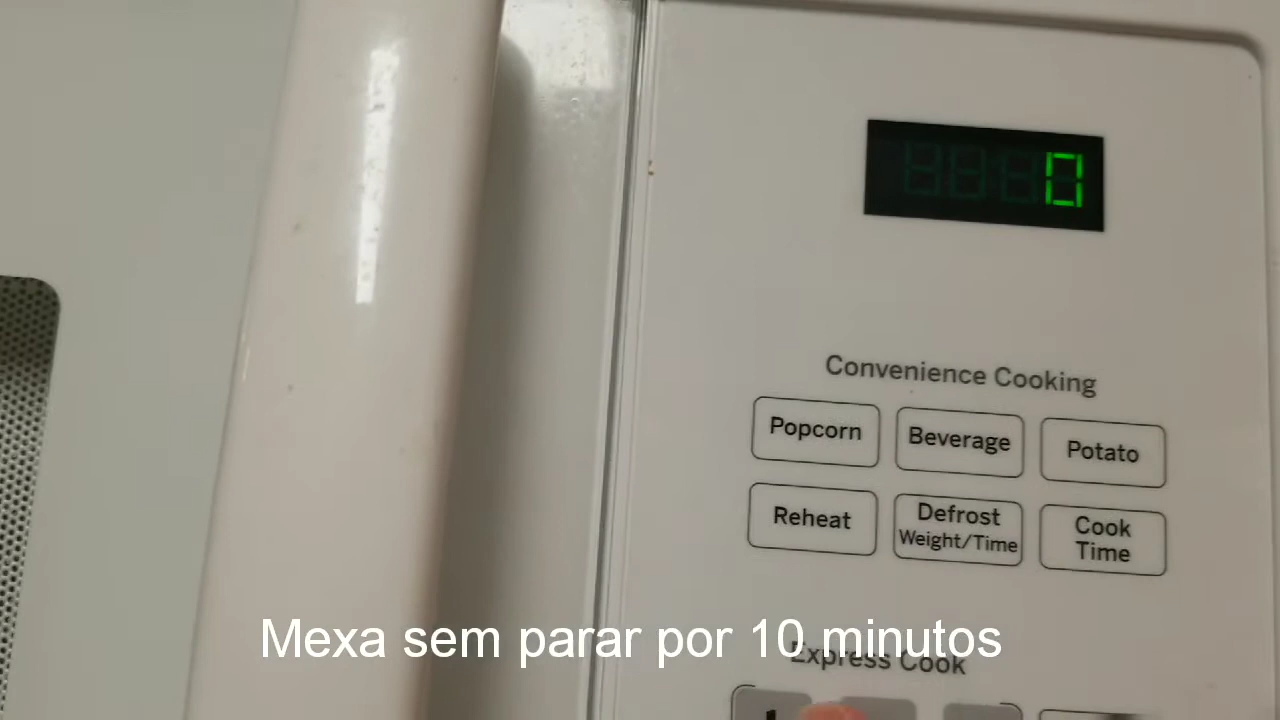 0
Convenience Cooking
Popcorn
Beverage
Potato
Reheat
Defrost
Weight/Time
Cook
Time
Mexa sem parar por 10 minutos
Express Cook